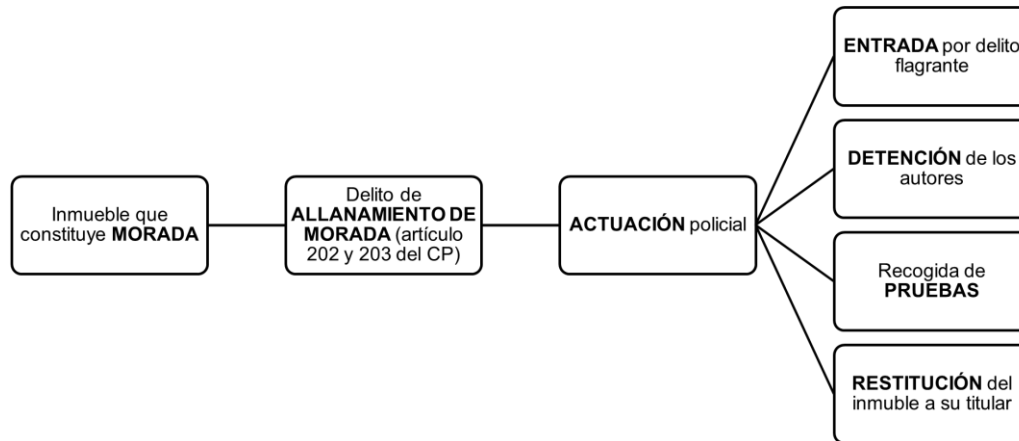 Inmueble que
constituye MORADA
Delito de
ALLANAMIENTO DE
MORADA (artículo
202 y 203 del CP)
ACTUACIÓN policial
ENTRADA por delito
flagrante
DETENCIÓN de los
autores
Recogida de
PRUEBAS
RESTITUCIÓN del
inmuble a su titular